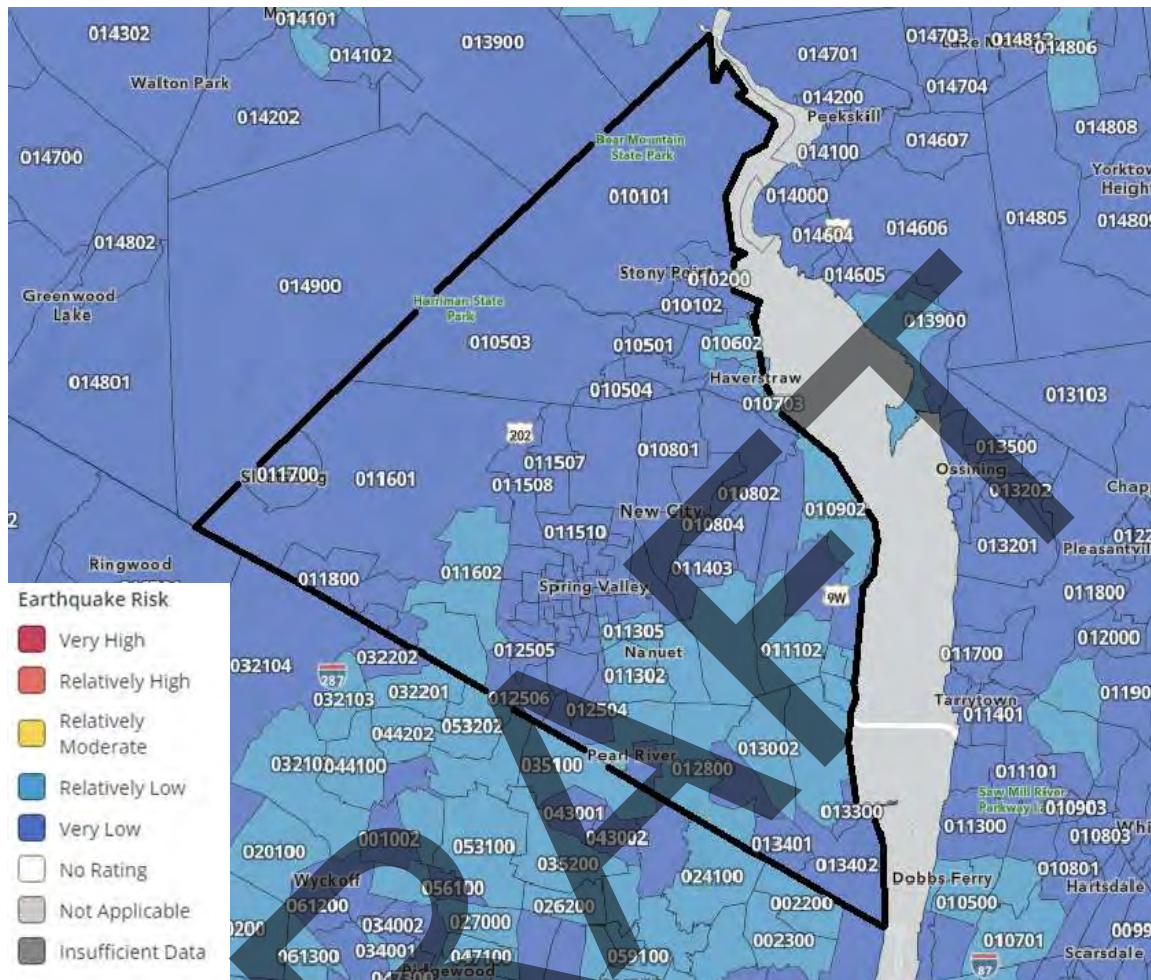 014302
014101
014102
013900
014703
014813
014806
Walton Park
014701
014704
014202
014200
Peekskill
014808
014700
Bear Mountain
State Park
014100
014607
010101
014000
014805
014802
014604
014606
Stony Point
010200
014605
014900
Greenwood
Lake
Harriman State
Park
010102
013900
010503
010501
010602
014801
010504
Haverstraw
010703
013103
202
011507
010801
013500
Ossining
011700
011601
011508
010802
013202
New City
010804
010902
011510
013201
Ringwood
011800
011602
011403
Spring Valley
9W
011800
Earthquake Risk
Very High
Relatively High
Relatively
Moderate
Relatively Low
Very Low
No Rating
Not Applicable
Insufficient Data
011305
Nanuet
012000
032104
032202
012505
011102
011700
287
032103
032201
011302
Tarrytown
012506
012504
011401
044202
053202
013002
044100
035100
Pearl River
012800
011101
Saw Mill River
043001
013300
010903
011300
001002
053100
043002
013401
010803
020100
035200
013402
010801
Wyckoff
056100
024100
Dobbs Ferry
Hartsdale
061200
026200
002200
010500
034002
027000
002300
010701
034001
061300
047100
059100
87
Scarsdale
Ridgewood
DRAFT